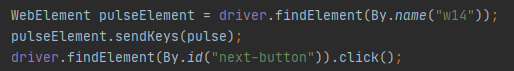 WebElement pulseElement = driver.findElement(By.name("w14"));
pulseElement.sendKeys(pulse);
driver.findElement(By.id("next-button")).click();